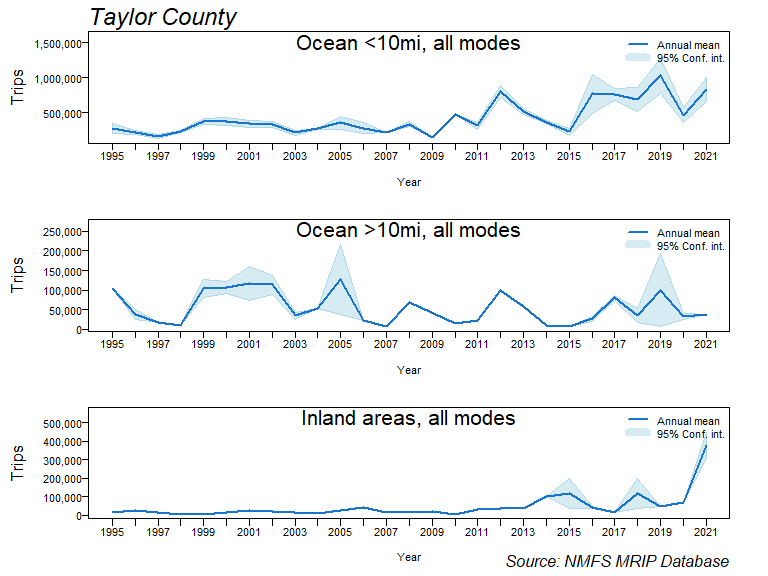 Taylor County
Ocean <10mi, all modes
Annual mean
95% Conf. int.
1,500,000
1,000,000
500,000
Trips
1995 1997 1999 2001 2003 2005 2007 2009 2011 2013 2015 2017 2019 2021
Year
Ocean >10mi, all modes
Annual mean
95% Conf. int.
250,000
200,000
150,000
100,000
50,000
0
Trips
1995 1997 1999 2001 2003 2005 2007 2009 2011 2013 2015 2017 2019 2021
Year
Inland areas, all modes
Annual mean
95% Conf. int.
500,000
400,000
300,000
200,000
100,000
0
Trips
1995 1997 1999 2001 2003 2005 2007 2009 2011 2013 2015 2017 2019 2021
Year
Source: NMFS MRIP Database